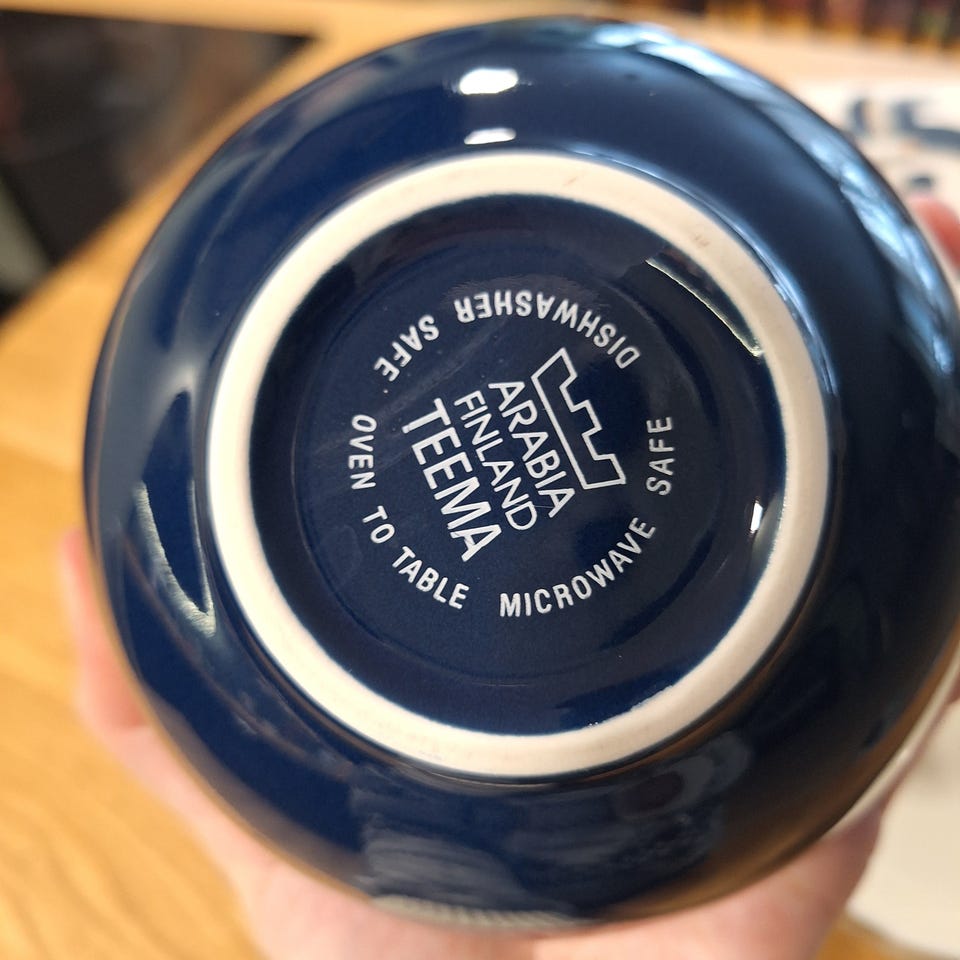 ARABIA
FINLAND
TEEMA
DISHWASHER SAFE
OVEN TO TABLE
MICROWAVE SAFE